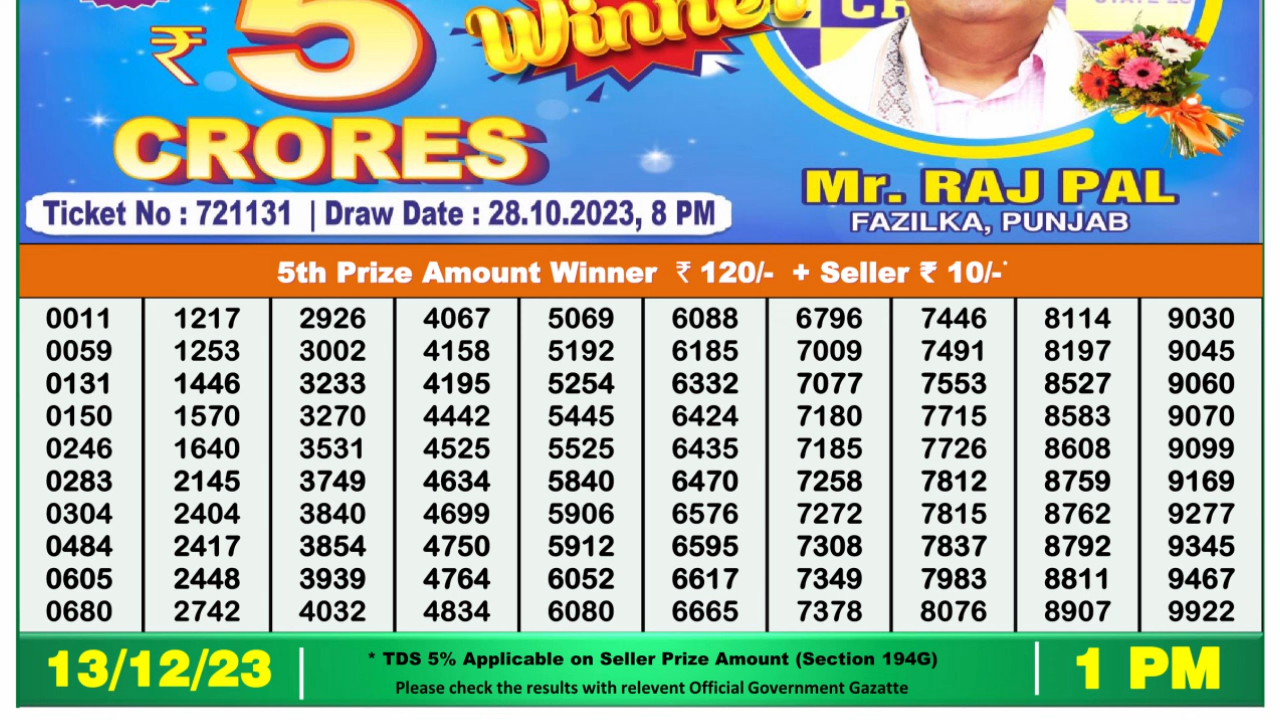 Winner
₹ 5
CRORES
Ticket No : 721131 | Draw Date : 28.10.2023, 8 PM
Mr. RAJ PAL
FAZILKA, PUNJAB
5th Prize Amount Winner ₹ 120/- + Seller ₹ 10/-*
0011 1217 2926 4067 5069 6088 6796 7446 8114 9030
0059 1253 3002 4158 5192 6185 7009 7491 8197 9045
0131 1446 3233 4195 5254 6332 7077 7553 8527 9060
0150 1570 3270 4442 5445 6424 7180 7715 8583 9070
0246 1640 3531 4525 5525 6435 7185 7726 8608 9099
0283 2145 3749 4634 5840 6470 7258 7812 8759 9169
0304 2404 3840 4699 5906 6576 7272 7815 8762 9277
0484 2417 3854 4750 5912 6595 7308 7837 8792 9345
0605 2448 3939 4764 6052 6617 7349 7983 8811 9467
0680 2742 4032 4834 6080 6665 7378 8076 8907 9922
13/12/23
* TDS 5% Applicable on Seller Prize Amount (Section 194G)
Please check the results with relevent Official Government Gazatte
1 PM